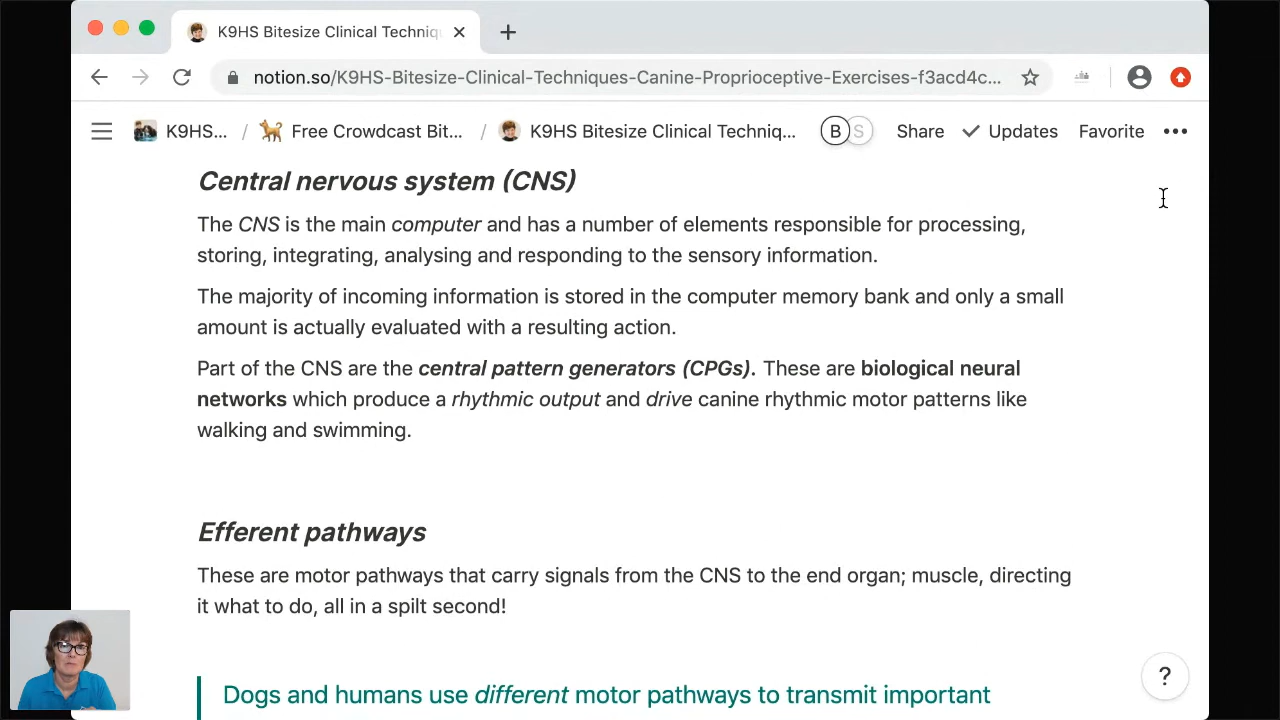 K9HS Bitesize Clinical Techniq
notion.so/K9HS-Bitesize-Clinical-Techniques-Canine-Proprioceptive-Exercises-f3acd4c...
K9HS... / Free Crowdcast Bit... / K9HS Bitesize Clinical Techniq... B S Share Updates Favorite
Central nervous system (CNS)
The CNS is the main computer and has a number of elements responsible for processing,
storing, integrating, analysing and responding to the sensory information.
The majority of incoming information is stored in the computer memory bank and only a small
amount is actually evaluated with a resulting action.
Part of the CNS are the central pattern generators (CPGs). These are biological neural
networks which produce a rhythmic output and drive canine rhythmic motor patterns like
walking and swimming.
Efferent pathways
These are motor pathways that carry signals from the CNS to the end organ; muscle, directing
it what to do, all in a spilt second!
?
Dogs and humans use different motor pathways to transmit important